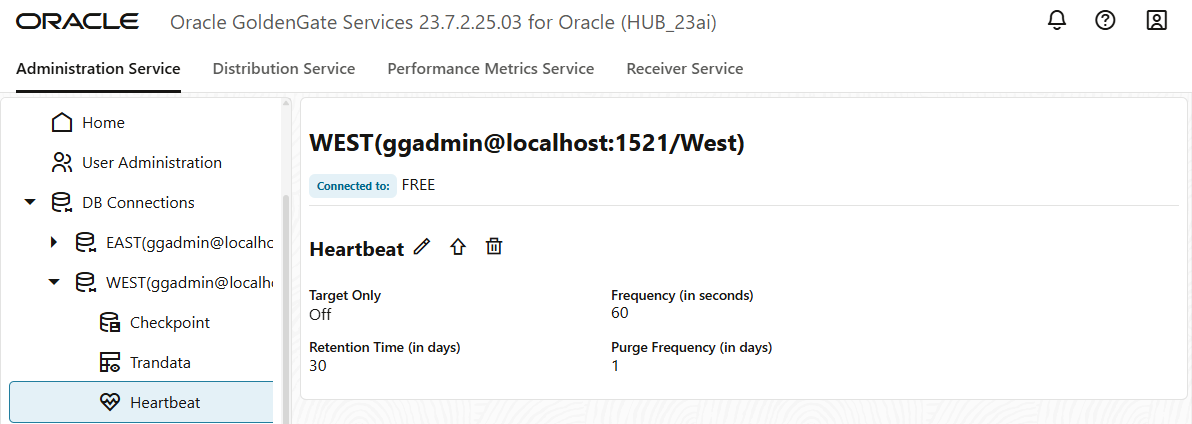 ORACLE Oracle GoldenGate Services 23.7.2.25.03 for Oracle (HUB_23ai)
Administration Service Distribution Service Performance Metrics Service Receiver Service
Home
User Administration
DB Connections
EAST(ggadmin@localho
WEST(ggadmin@localh
Checkpoint
Trandata
Heartbeat
WEST(ggadmin@localhost:1521/West)
Connected to: FREE
Heartbeat
Target Only
Off
Frequency (in seconds)
60
Retention Time (in days)
30
Purge Frequency (in days)
1